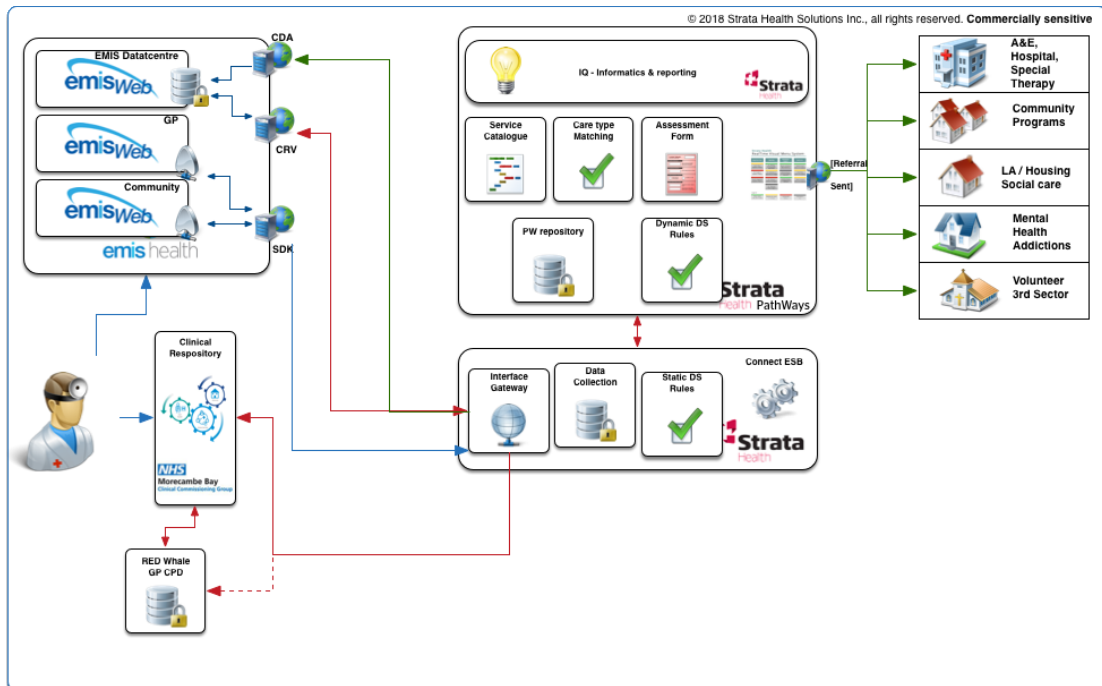 © 2018 Strata Health Solutions Inc., all rights reserved. Commercially sensitive
EMIS Datatcentre
emisWeb
GP
emisWeb
Community
emisWeb
emis health
CDA
CRV
SDK
IQ - Informatics & reporting
Strata
Health
Service
Catalogue
Care type
Matching
Assessment
Form
PW repository
Dynamic DS
Rules
Strata
Health PathWays
[Referral
Sent]
A&E,
Hospital,
Special
Therapy
Community
Programs
LA / Housing
Social care
Mental
Health
Addictions
Volunteer
3rd Sector
Clinical
Respository
NHS
Morecambe Bay
Clinical Commissioning Group
Interface
Gateway
Data
Collection
Static DS
Rules
Connect ESB
Strata
Health
RED Whale
GP CPD